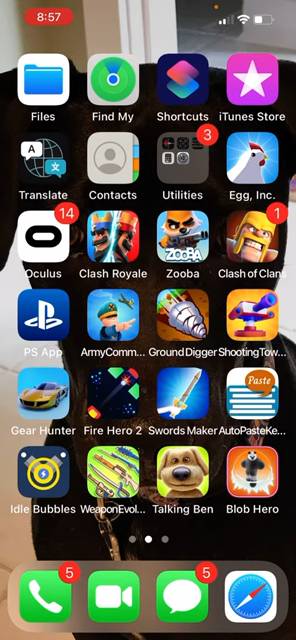 8:57
Files Find My Shortcuts iTunes Store
A 文
3
Translate Contacts Utilities Egg, Inc.
14 ZOOBA 1
Oculus Clash Royale Zooba Clash of Clans
PS App ArmyComm... GroundDigger ShootingTow...
Paste
Gear Hunter Fire Hero 2 Swords Maker AutoPasteKe...
Idle Bubbles WeaponEvol... Talking Ben Blob Hero
5 5